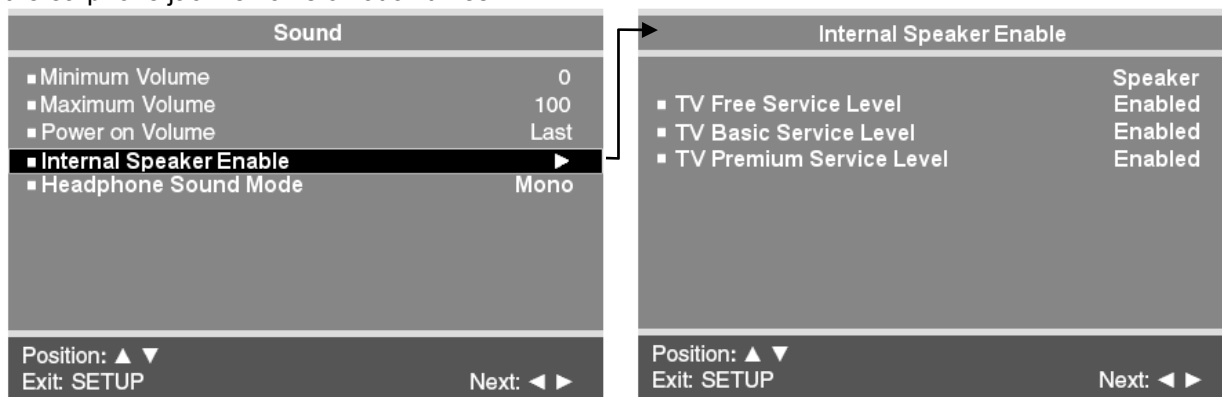 Sound
■ Minimum Volume 0
■ Maximum Volume 100
■ Power on Volume Last
■ Internal Speaker Enable ►
■ Headphone Sound Mode Mono
Position: ▲ ▼
Exit: SETUP Next: ◄ ►
Internal Speaker Enable
Speaker
■ TV Free Service Level Enabled
■ TV Basic Service Level Enabled
■ TV Premium Service Level Enabled
Position: ▲ ▼
Exit: SETUP Next: ◄ ►